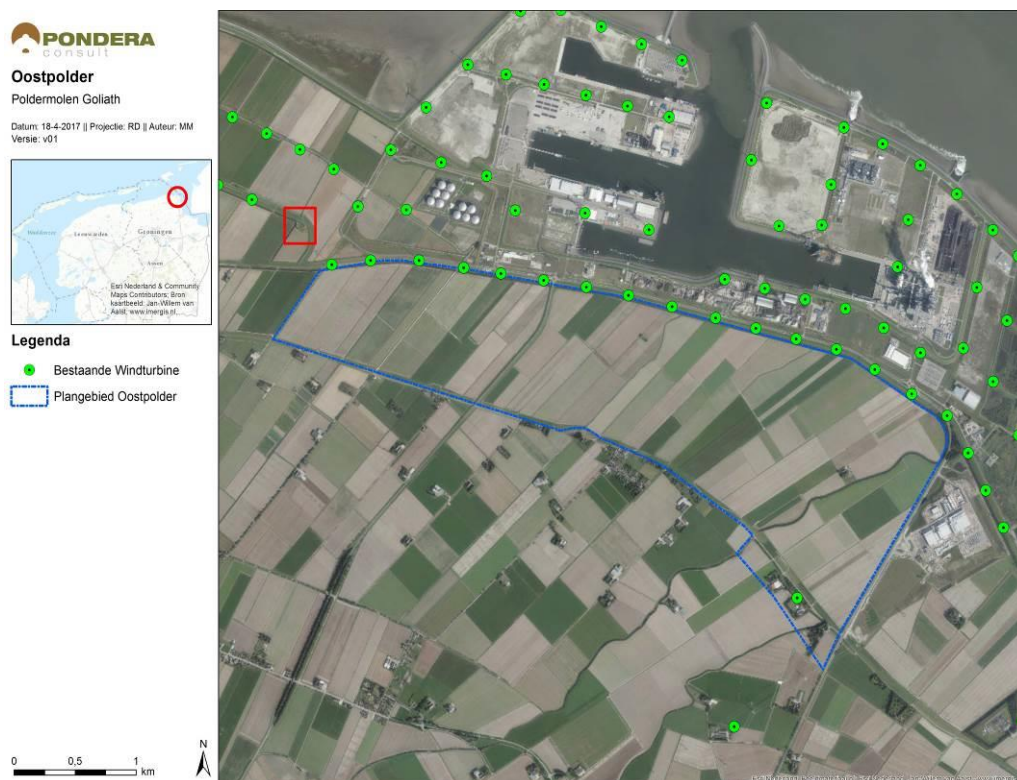 PONDERA
consult
Oostpolder
Poldermolen Goliath
Datum: 18-4-2017 || Projectie: RD || Auteur: MM
Versie: v01
Leeuwarden
Groningen
Assen
Esri Nederland & Community
Maps Contributors; Bron
kaartbeeld: Jan-Willem van
Aalst; www.imergis.nl.
Legenda
Bestaande Windturbine
Plangebied Oostpolder
0 0,5 1
km
N